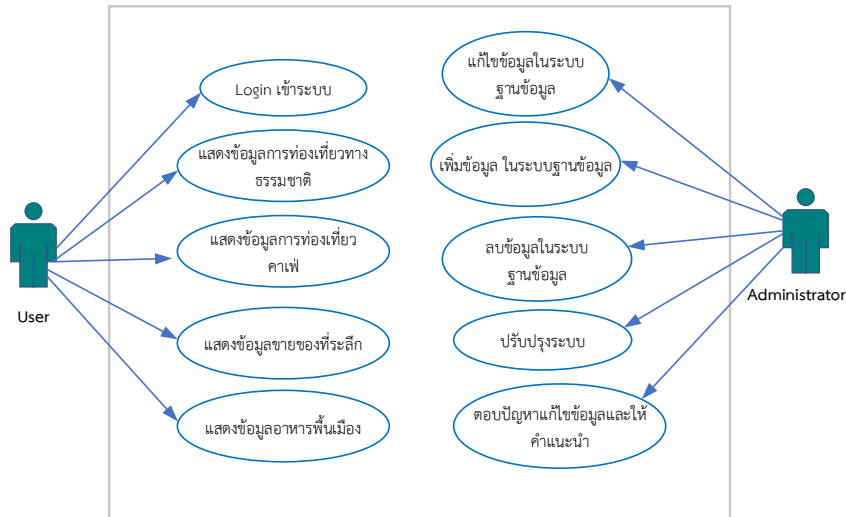 Login เข้าระบบ
แสดงข้อมูลการท่องเที่ยวทาง
ธรรมชาติ
แสดงข้อมูลการท่องเที่ยว
คาเฟ่
แสดงข้อมูลขายของที่ระลึก
แสดงข้อมูลอาหารพื้นเมือง
User
แก้ไขข้อมูลในระบบ
ฐานข้อมูล
เพิ่มข้อมูล ในระบบฐานข้อมูล
ลบข้อมูลในระบบ
ฐานข้อมูล
ปรับปรุงระบบ
ตอบปัญหาแก้ไขข้อมูลและให้
คำแนะนำ
Administrator